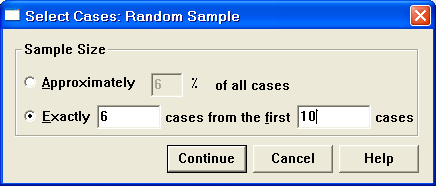 Select Cases: Random Sample
Sample Size
Approximately 6 % of all cases
Exactly 6 cases from the first 10 cases
Continue Cancel Help